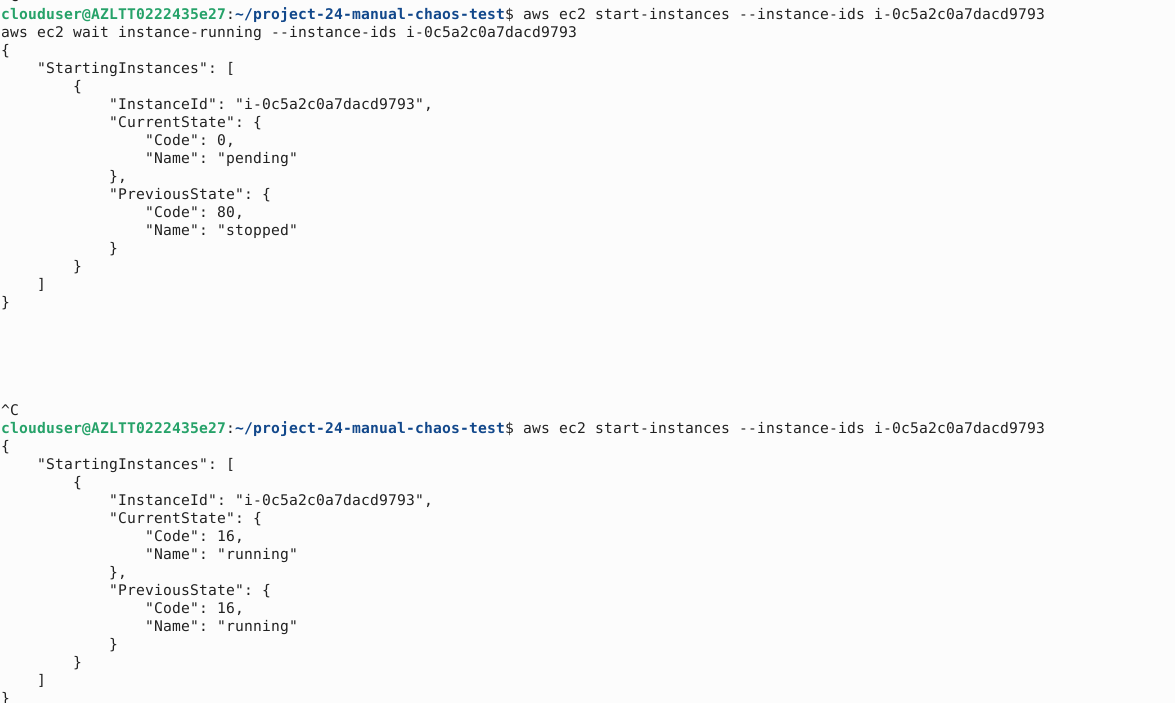 clouduser@AZLTT0222435e27:~/project-24-manual-chaos-test$ aws ec2 start-instances --instance-ids i-0c5a2c0a7dacd9793
aws ec2 wait instance-running --instance-ids i-0c5a2c0a7dacd9793
{
    "StartingInstances": [
        {
            "InstanceId": "i-0c5a2c0a7dacd9793",
            "CurrentState": {
                "Code": 0,
                "Name": "pending"
            },
            "PreviousState": {
                "Code": 80,
                "Name": "stopped"
            }
        }
    ]
}
^C
clouduser@AZLTT0222435e27:~/project-24-manual-chaos-test$ aws ec2 start-instances --instance-ids i-0c5a2c0a7dacd9793
{
    "StartingInstances": [
        {
            "InstanceId": "i-0c5a2c0a7dacd9793",
            "CurrentState": {
                "Code": 16,
                "Name": "running"
            },
            "PreviousState": {
                "Code": 16,
                "Name": "running"
            }
        }
    ]
}